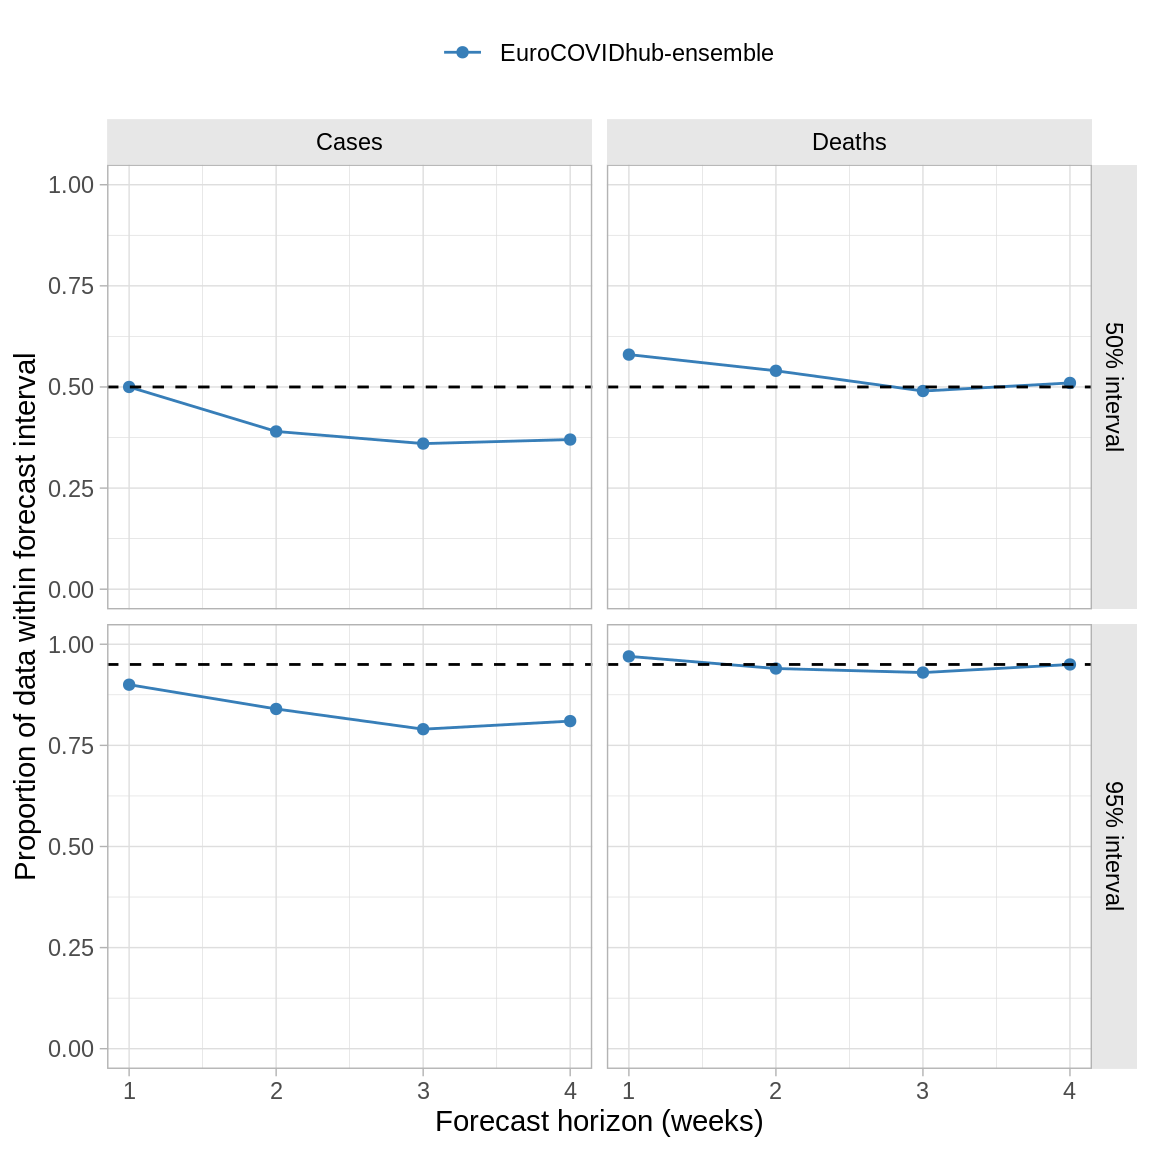 EuroCOVIDhub-ensemble
Cases
Deaths
1.00
0.75
0.50
0.25
0.00
50% interval
1.00
0.75
0.50
0.25
0.00
95% interval
Proportion of data within forecast interval
1 2 3 4
1 2 3 4
Forecast horizon (weeks)